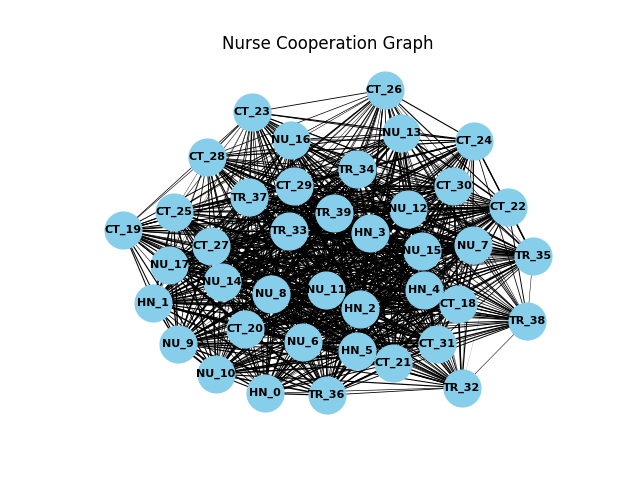 Nurse Cooperation Graph
CT_26
CT_23
NU_13
NU_16
CT_24
CT_28
TR_34
CT_29
CT_30
TR_37
CT_22
NU_12
CT_25
TR_39
CT_19
TR_33
HN_3
CT_27
NU_7
NU_15
TR_35
NU_17
NU_14
NU_11
HN_4
NU_8
HN_1
CT_18
HN_2
TR_38
CT_20
NU_6
NU_9
CT_31
HN_5
CT_21
NU_10
TR_32
HN_0
TR_36